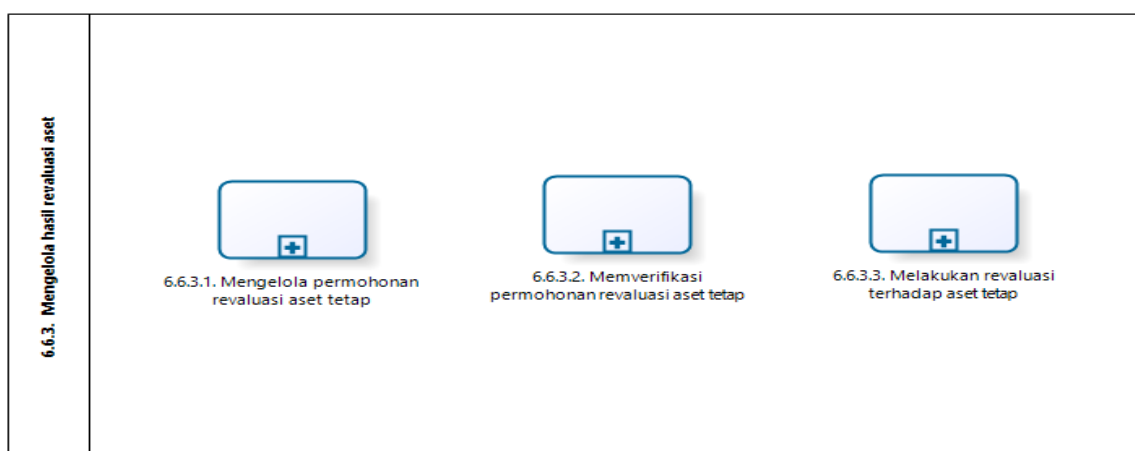 6.6.3. Mengelola hasil revaluasi aset
6.6.3.1. Mengelola permohonan
revaluasi aset tetap
6.6.3.2. Memverifikasi
permohonan revaluasi aset tetap
6.6.3.3. Melakukan revaluasi
terhadap aset tetap